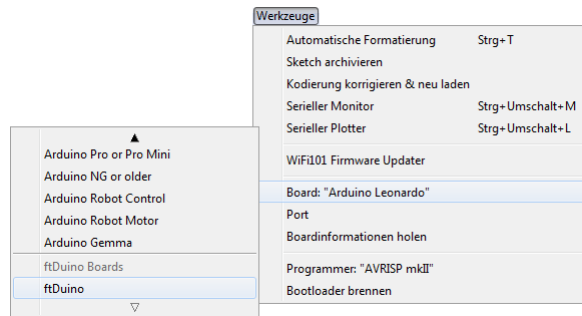 Werkzeuge
Automatische Formatierung Strg+T
Sketch archivieren
Kodierung korrigieren & neu laden
Serieller Monitor Strg+Umschalt+M
Serieller Plotter Strg+Umschalt+L
WiFi101 Firmware Updater
Board: "Arduino Leonardo"
Port
Boardinformationen holen
Programmer: "AVRISP mkII"
Bootloader brennen
Arduino Pro or Pro Mini
Arduino NG or older
Arduino Robot Control
Arduino Robot Motor
Arduino Gemma
ftDuino Boards
ftDuino